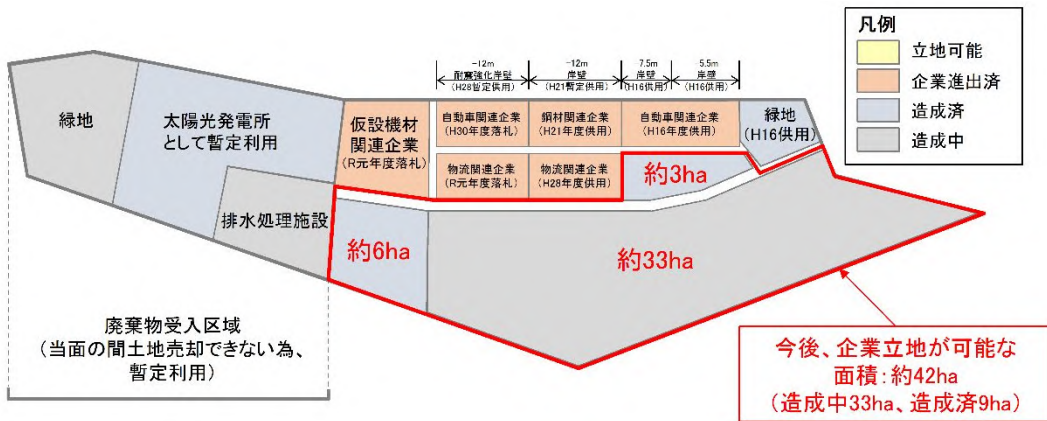 凡例
立地可能
企業進出済
造成済
造成中
-12m
耐震強化岸壁
(H28暫定供用)
-12m
岸壁
(H21暫定供用)
7.5m
岸壁
(H16供用)
5.5m
岸壁
(H16供用)
緑地
太陽光発電所
として暫定利用
仮設機材
関連企業
(R元年度落札)
自動車関連企業
(H30年度落札)
鋼材関連企業
(H21年度供用)
自動車関連企業
(H16年度供用)
緑地
(H16供用)
物流関連企業
(R元年度落札)
物流関連企業
(H28年度供用)
約3ha
排水処理施設
約6ha
約33ha
廃棄物受入区域
(当面の間土地売却できない為、
暫定利用)
今後、企業立地が可能な
面積:約42ha
(造成中33ha、造成済9ha)